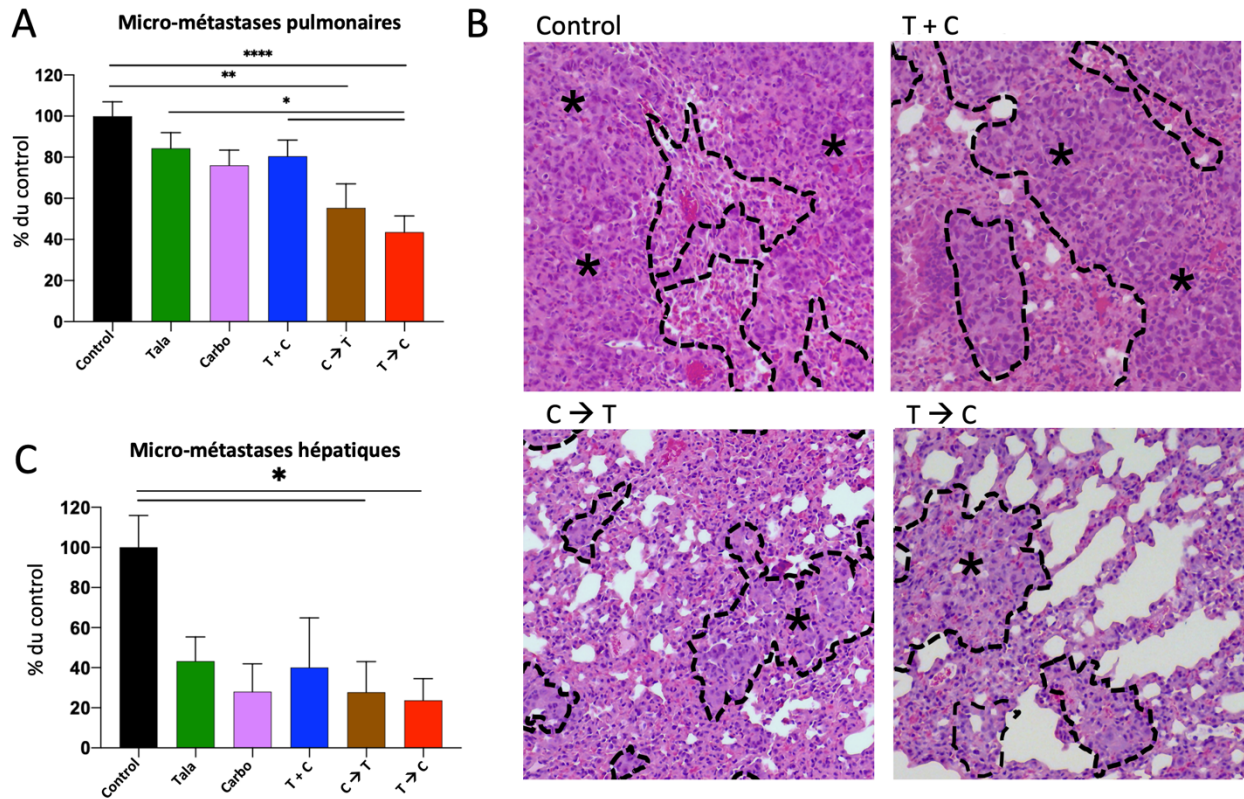 A
Micro-métastases pulmonaires
****
**
*
% du control
120
100
80
60
40
20
0
Control
Tala
Carbo
T + C
C → T
T → C
B
Control
T + C
*
*
*
*
*
C → T
T → C
*
*
C
Micro-métastases hépatiques
*
% du control
120
100
80
60
40
20
0
Control
Tala
Carbo
T + C
C → T
T → C